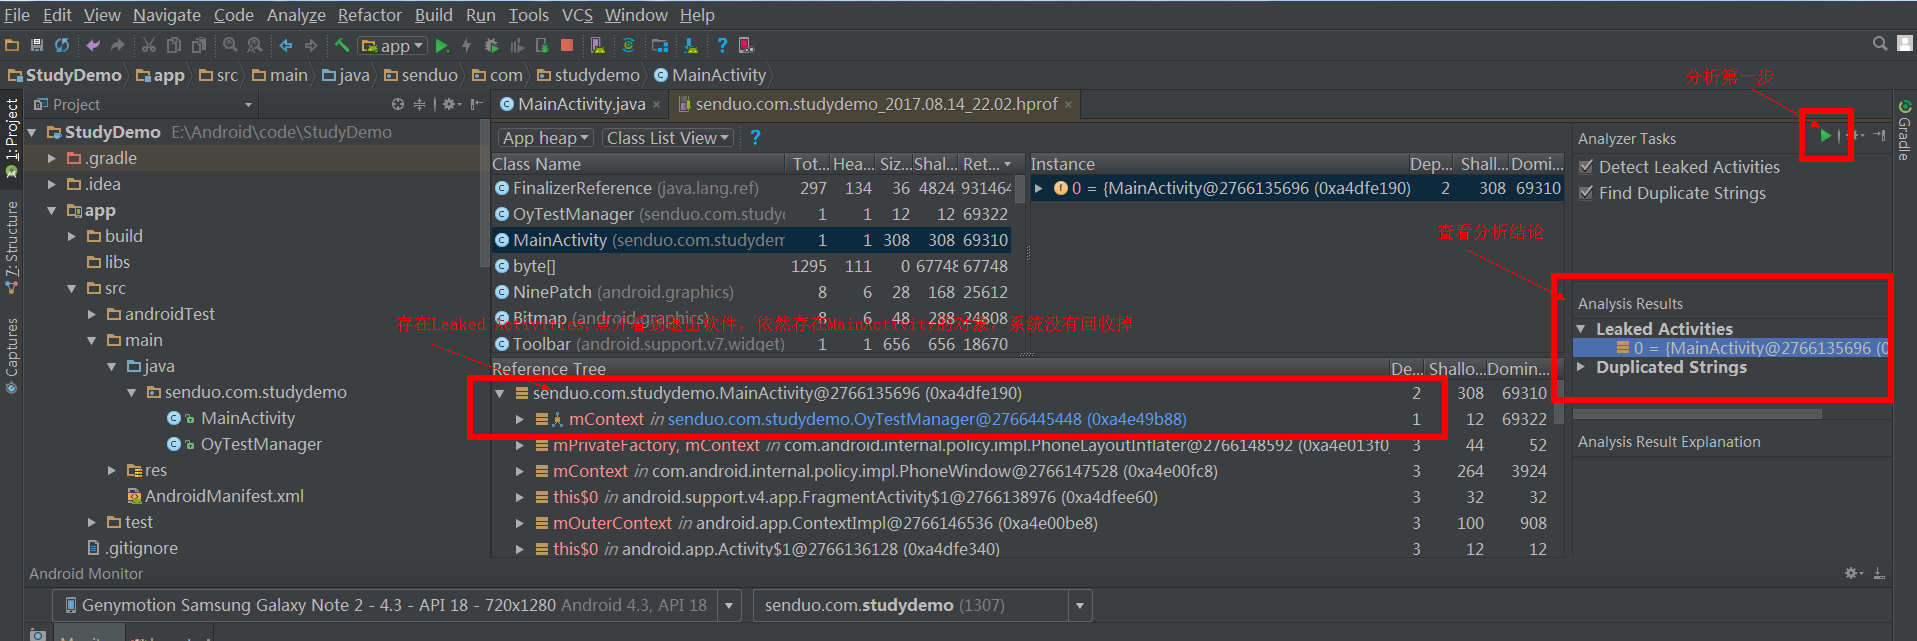 File Edit View Navigate Code Analyze Refactor Build Run Tools VCS Window Help
app
StudyDemo app src main java senduo com studydemo MainActivity
分析第一步
1: Project
7: Structure
Captures
Project
StudyDemo E:\Android\code\StudyDemo
.gradle
.idea
app
build
libs
src
androidTest
main
java
senduo.com.studydemo
MainActivity
OyTestManager
res
AndroidManifest.xml
test
.gitignore
MainActivity.java × senduo.com.studydemo_2017.08.14_22.02.hprof ×
App heap Class List View ?
Class Name Tot... Hea... Siz... Shal... Ret...
FinalizerReference (java.lang.ref) 297 134 36 4824 931464
OyTestManager (senduo.com.studyc 1 1 12 12 69322
MainActivity (senduo.com.studydem 1 1 308 308 69310
byte[] 1295 111 0 67748 67748
NinePatch (android.graphics) 8 6 28 168 25612
Bitmap (android.graphics) 8 6 48 288 24808
存在Leaked Activities,点开看到退出软件，依然存在MainActivity的对象，系统没有回收掉
Toolbar (android.support.v7.widget) 1 1 656 656 18670
Instance Dep... Shall... Domi...
0 = {MainActivity@2766135696 (0xa4dfe190) 2 308 69310
Reference Tree De... Shallo... Domin...
senduo.com.studydemo.MainActivity@2766135696 (0xa4dfe190) 2 308 69310
mContext in senduo.com.studydemo.OyTestManager@2766445448 (0xa4e49b88) 1 12 69322
mPrivateFactory, mContext in com.android.internal.policy.impl.PhoneLayoutInflater@2766148592 (0xa4e013f0 3 44 52
mContext in com.android.internal.policy.impl.PhoneWindow@2766147528 (0xa4e00fc8) 3 264 3924
this$0 in android.support.v4.app.FragmentActivity$1@2766138976 (0xa4dfee60) 3 32 32
mOuterContext in android.app.ContextImpl@2766146536 (0xa4e00be8) 3 100 908
this$0 in android.app.Activity$1@2766136128 (0xa4dfe340) 3 12 12
Analyzer Tasks
Detect Leaked Activities
Find Duplicate Strings
查看分析结论
Analysis Results
Leaked Activities
0 = {MainActivity@2766135696 (0
Duplicated Strings
Analysis Result Explanation
Gradle
Android Monitor
Genymotion Samsung Galaxy Note 2 - 4.3 - API 18 - 720x1280 Android 4.3, API 18
senduo.com.studydemo (1307)